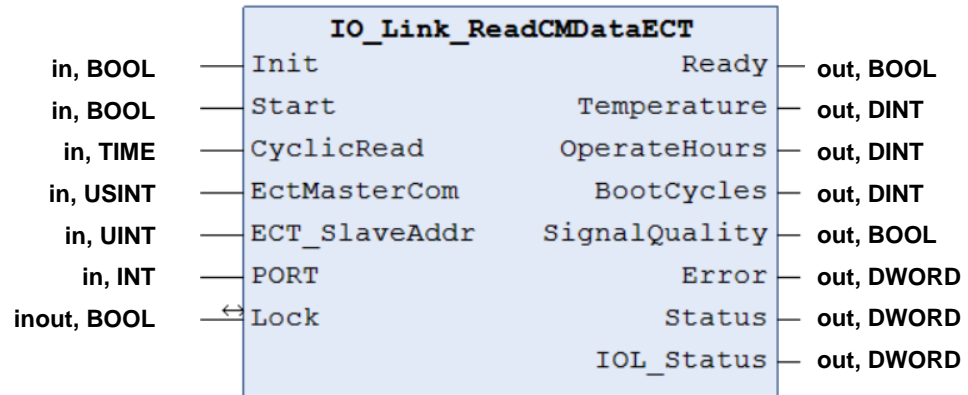 IO_Link_ReadCMDataECT
in, BOOL Init Ready out, BOOL
in, BOOL Start Temperature out, DINT
in, TIME CyclicRead OperateHours out, DINT
in, USINT EctMasterCom BootCycles out, DINT
in, UINT ECT_SlaveAddr SignalQuality out, BOOL
in, INT PORT Error out, DWORD
inout, BOOL Lock Status out, DWORD
IOL_Status out, DWORD